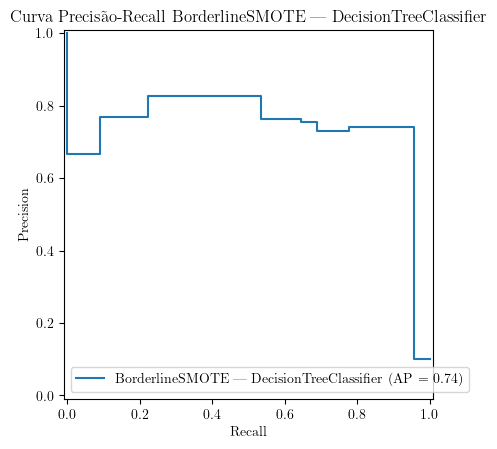 Curva Precisão-Recall BorderlineSMOTE — DecisionTreeClassifier
1.0
0.8
0.6
0.4
0.2
0.0
Precision
BorderlineSMOTE — DecisionTreeClassifier (AP = 0.74)
0.0 0.2 0.4 0.6 0.8 1.0
Recall